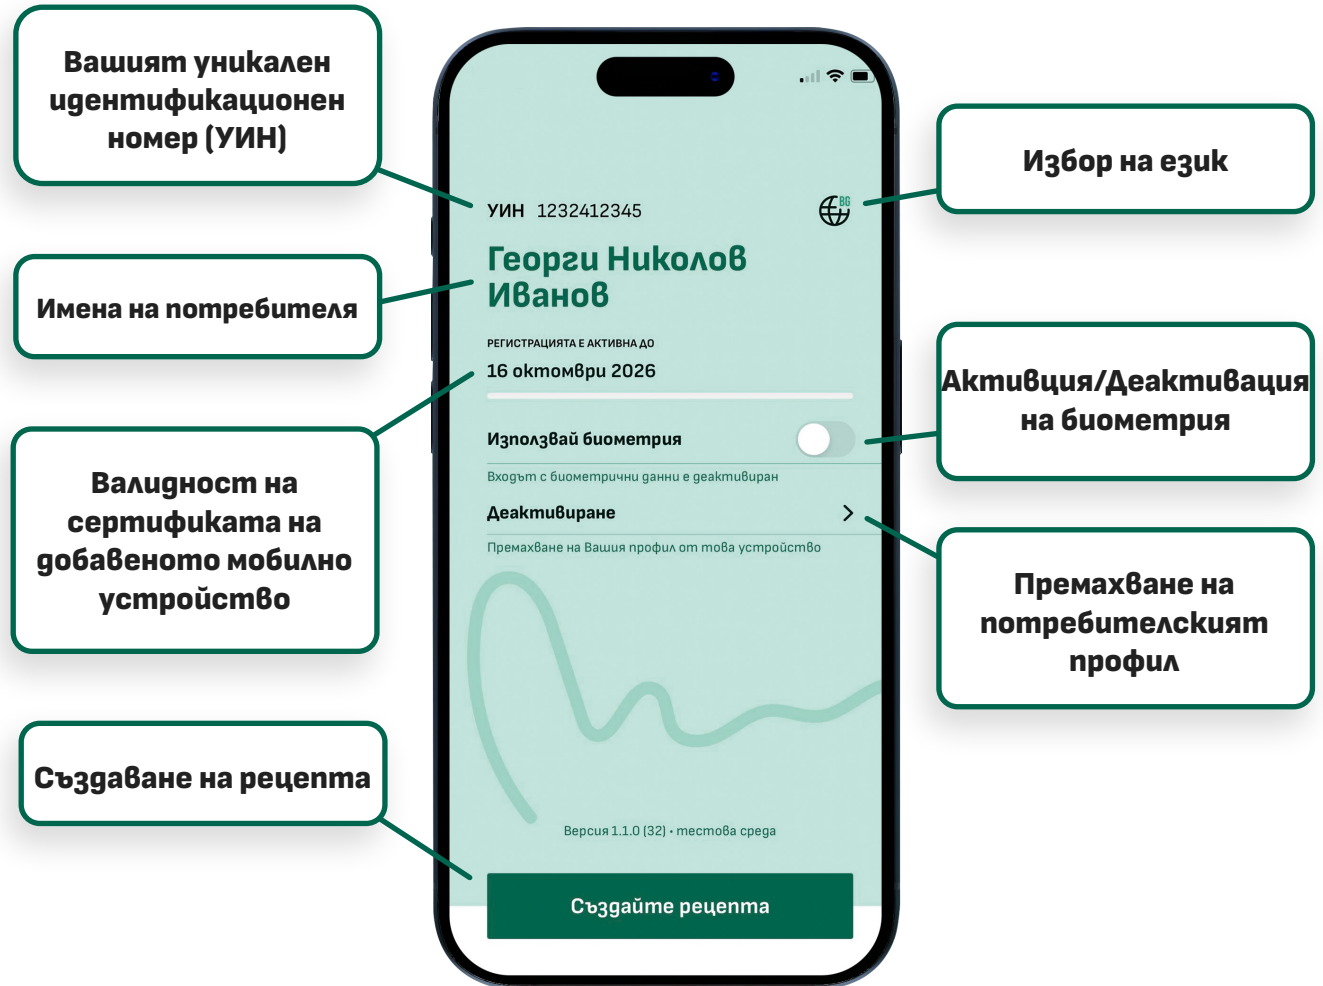 Вашият уникален
идентификационен
номер (УИН)
Имена на потребителя
Валидност на
сертификата на
добавеното мобилно
устройство
Създаване на рецепта
УИН 1232412345
BG
Георги Николов
Иванов
РЕГИСТРАЦИЯТА Е АКТИВНА ДО
16 октомври 2026
Използвай биометрия
Входът с биометрични данни е деактивиран
Деактивиране
Премахване на Вашия профил от това устройство
Версия 1.1.0 (32) • тестова среда
Създайте рецепта
Избор на език
Активция/Деактивация
на биометрия
Премахване на
потребителският
профил